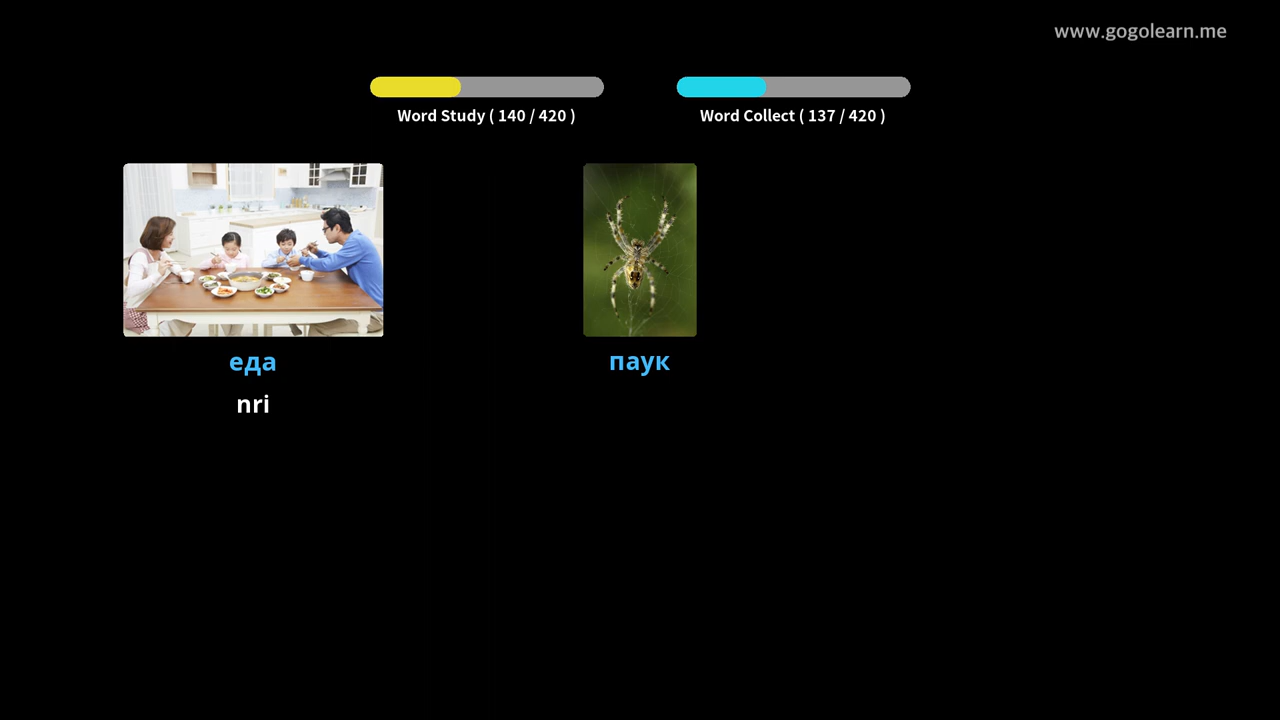 www.gogolearn.me
Word Study ( 140 / 420 )
Word Collect ( 137 / 420 )
еда
паук
nri